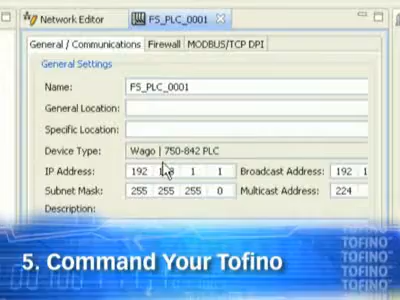 Network Editor
FS_PLC_0001
General / Communications
Firewall
MODBUS/TCP DPI
General Settings
Name: FS_PLC_0001
General Location:
Specific Location:
Device Type: Wago | 750-842 PLC
IP Address: 192 1 1 Broadcast Address: 192 1
Subnet Mask: 255 255 255 0 Multicast Address: 224
Description:
5. Command Your Tofino
TOFINO
TOFINO
TOFINO
TOFINO